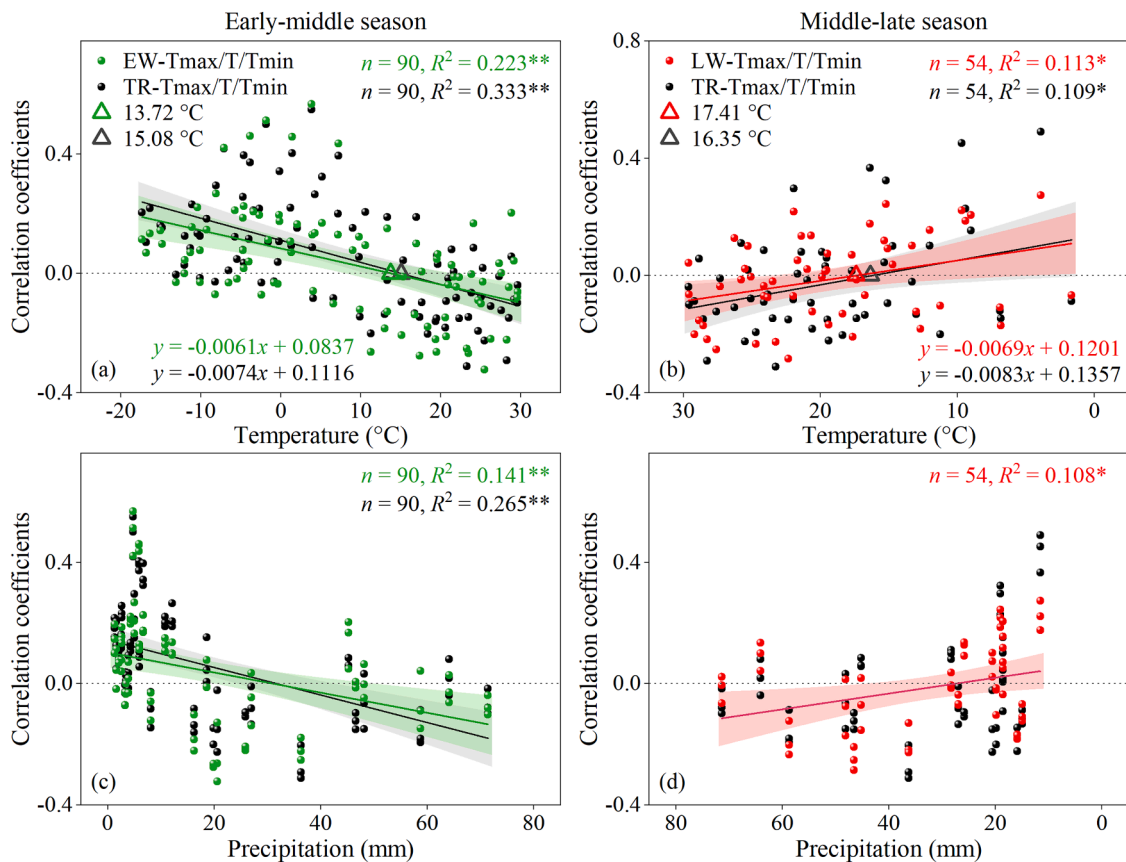 Early-middle season
Middle-late season
EW-Tmax/T/Tmin
TR-Tmax/T/Tmin
13.72 °C
15.08 °C
n = 90, R² = 0.223**
n = 90, R² = 0.333**
Correlation coefficients
0.4
0.0
-0.4
y = -0.0061x + 0.0837
y = -0.0074x + 0.1116
(a)
-20
-10
0
10
20
30
Temperature (°C)
LW-Tmax/T/Tmin
TR-Tmax/T/Tmin
17.41 °C
16.35 °C
n = 54, R² = 0.113*
n = 54, R² = 0.109*
Correlation coefficients
0.8
0.4
0.0
-0.4
y = -0.0069x + 0.1201
y = -0.0083x + 0.1357
(b)
30
20
10
0
Temperature (°C)
n = 90, R² = 0.141**
n = 90, R² = 0.265**
Correlation coefficients
0.4
0.0
-0.4
(c)
0
20
40
60
80
Precipitation (mm)
n = 54, R² = 0.108*
Correlation coefficients
0.4
0.0
-0.4
(d)
80
60
40
20
0
Precipitation (mm)